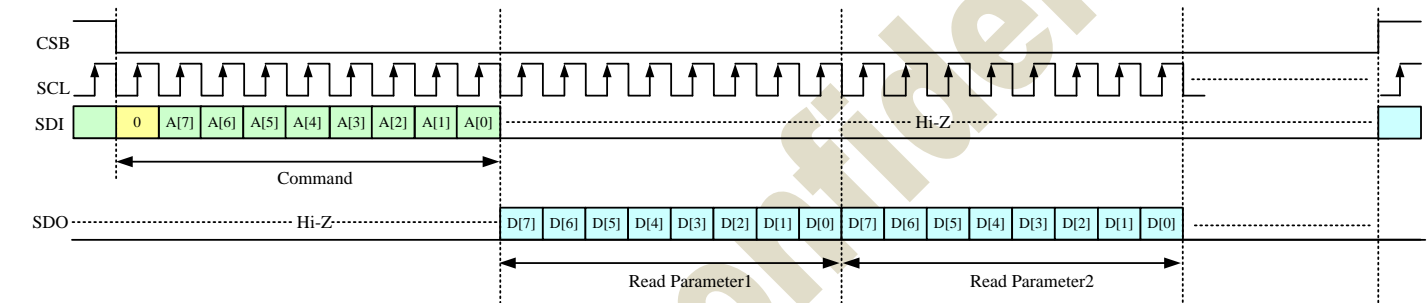 CSB
SCL
SDI 0 A[7] A[6] A[5] A[4] A[3] A[2] A[1] A[0] Hi-Z
Command
SDO Hi-Z D[7] D[6] D[5] D[4] D[3] D[2] D[1] D[0] D[7] D[6] D[5] D[4] D[3] D[2] D[1] D[0]
Read Parameter1 Read Parameter2